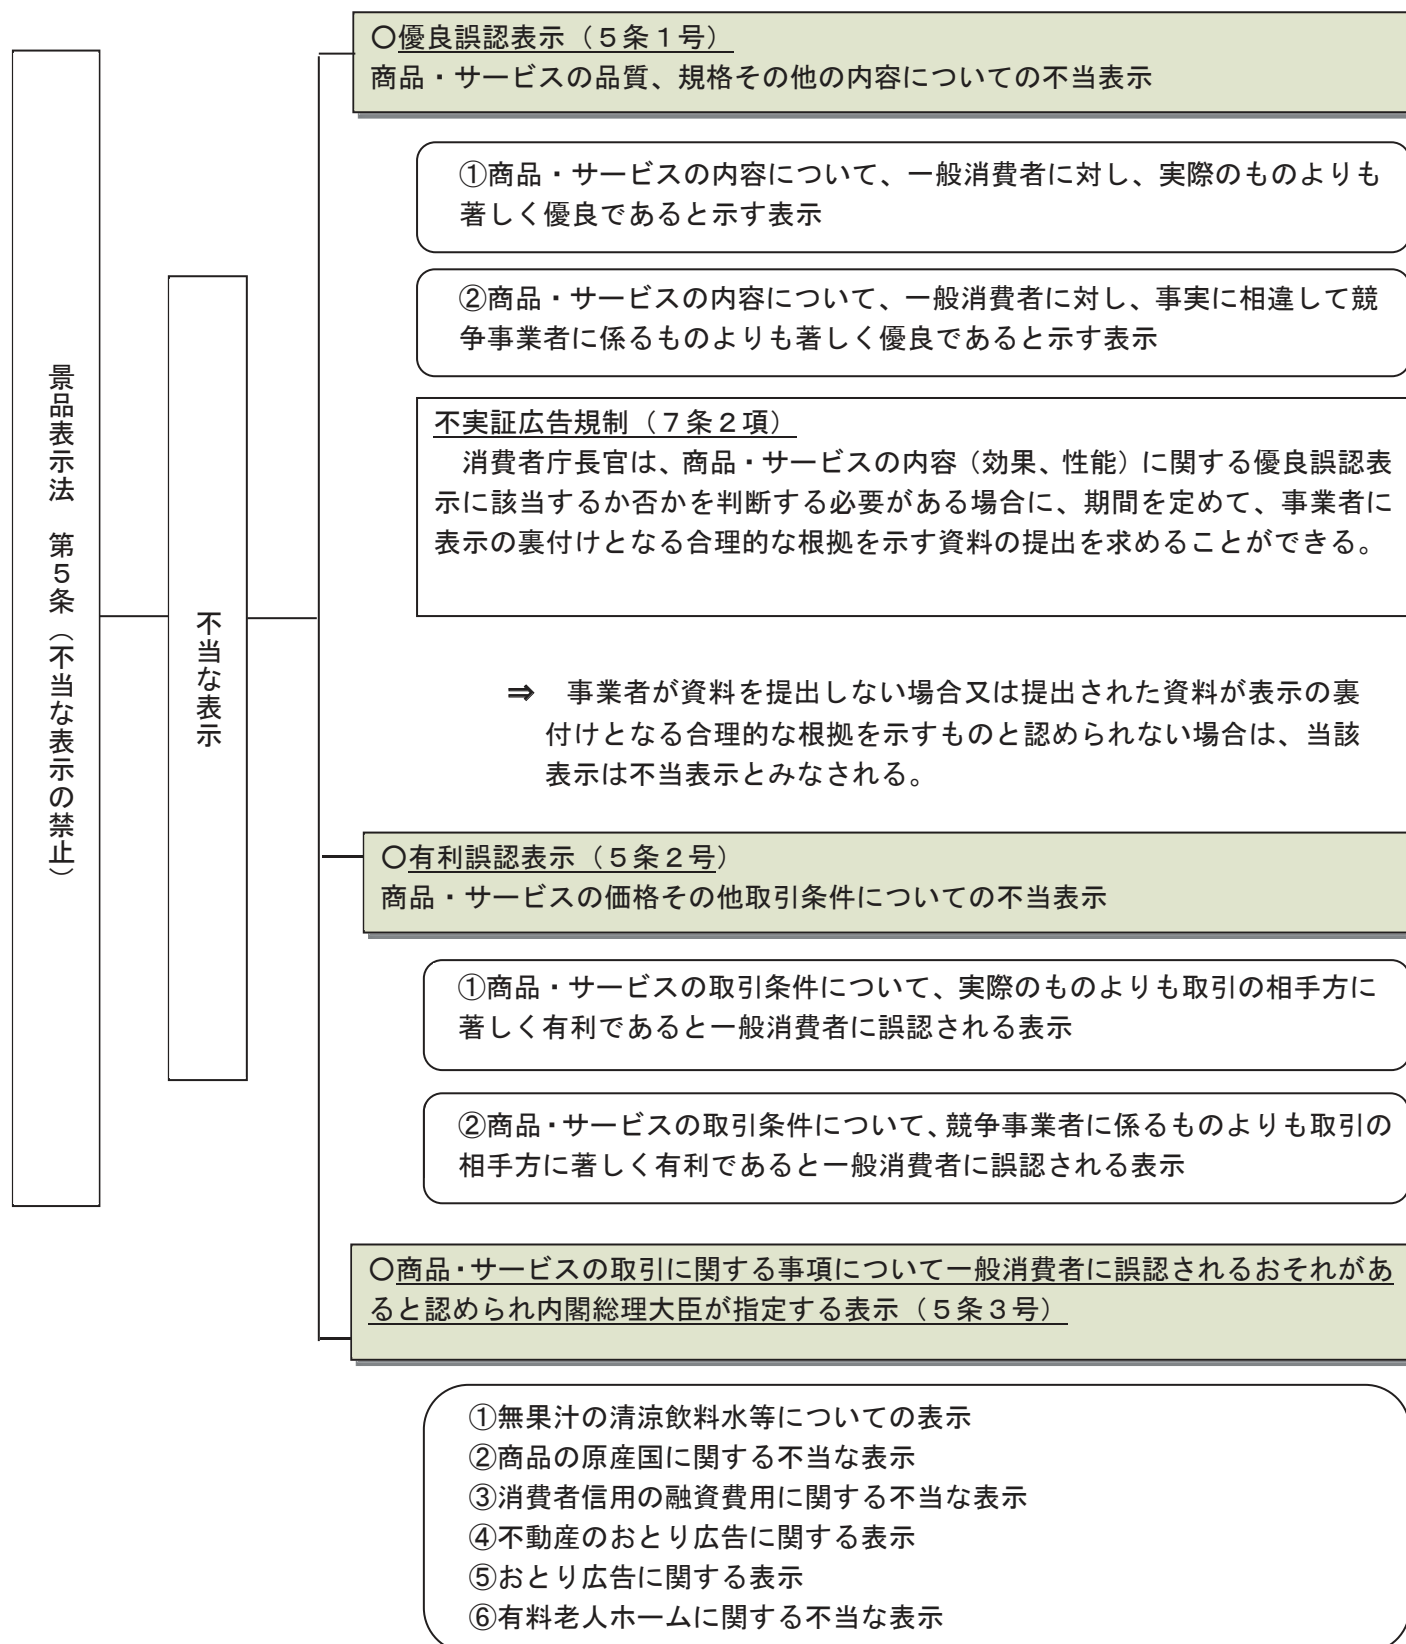 景品表示法　第５条（不当な表示の禁止）
不当な表示
○優良誤認表示（５条１号）
商品・サービスの品質、規格その他の内容についての不当表示
①商品・サービスの内容について、一般消費者に対し、実際のものよりも
著しく優良であると示す表示
②商品・サービスの内容について、一般消費者に対し、事実に相違して競
争事業者に係るものよりも著しく優良であると示す表示
不実証広告規制（７条２項）
　消費者庁長官は、商品・サービスの内容（効果、性能）に関する優良誤認表
示に該当するか否かを判断する必要がある場合に、期間を定めて、事業者に
表示の裏付けとなる合理的な根拠を示す資料の提出を求めることができる。
⇒　事業者が資料を提出しない場合又は提出された資料が表示の裏
付けとなる合理的な根拠を示すものと認められない場合は、当該
表示は不当表示とみなされる。
○有利誤認表示（５条２号）
商品・サービスの価格その他取引条件についての不当表示
①商品・サービスの取引条件について、実際のものよりも取引の相手方に
著しく有利であると一般消費者に誤認される表示
②商品・サービスの取引条件について、競争事業者に係るものよりも取引の
相手方に著しく有利であると一般消費者に誤認される表示
○商品・サービスの取引に関する事項について一般消費者に誤認されるおそれがあ
ると認められ内閣総理大臣が指定する表示（５条３号）
①無果汁の清涼飲料水等についての表示
②商品の原産国に関する不当な表示
③消費者信用の融資費用に関する不当な表示
④不動産のおとり広告に関する表示
⑤おとり広告に関する表示
⑥有料老人ホームに関する不当な表示